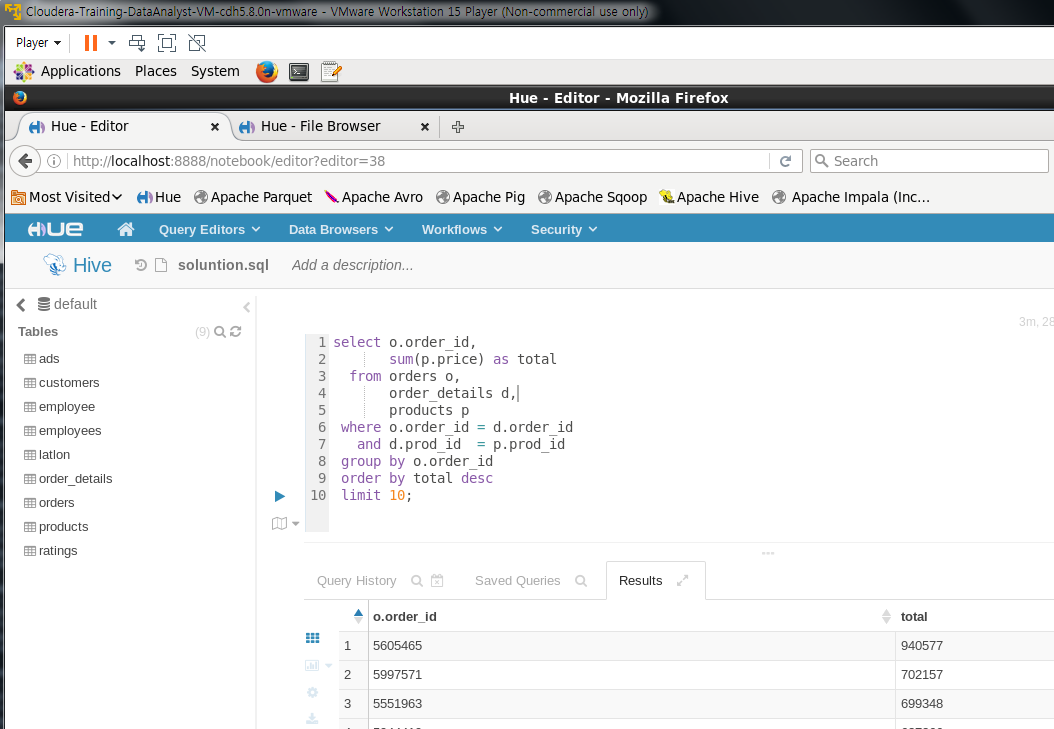 Cloudera-Training-DataAnalyst-VM-cdh5.8.0n-vmware - VMware Workstation 15 Player (Non-commercial use only)
Player
Applications Places System
Hue - Editor - Mozilla Firefox
Hue - Editor Hue - File Browser
http://localhost:8888/notebook/editor?editor=38 Search
Most Visited Hue Apache Parquet Apache Avro Apache Pig Apache Sqoop Apache Hive Apache Impala (Inc...
HUE Query Editors Data Browsers Workflows Security
Hive soluntion.sql Add a description...
default
Tables (9)
ads
customers
employee
employees
latlon
order_details
orders
products
ratings
3m, 28
1 select o.order_id,
2 sum(p.price) as total
3 from orders o,
4 order_details d,
5 products p
6 where o.order_id = d.order_id
7 and d.prod_id = p.prod_id
8 group by o.order_id
9 order by total desc
10 limit 10;
Query History Saved Queries Results
o.order_id total
1 5605465 940577
2 5997571 702157
3 5551963 699348